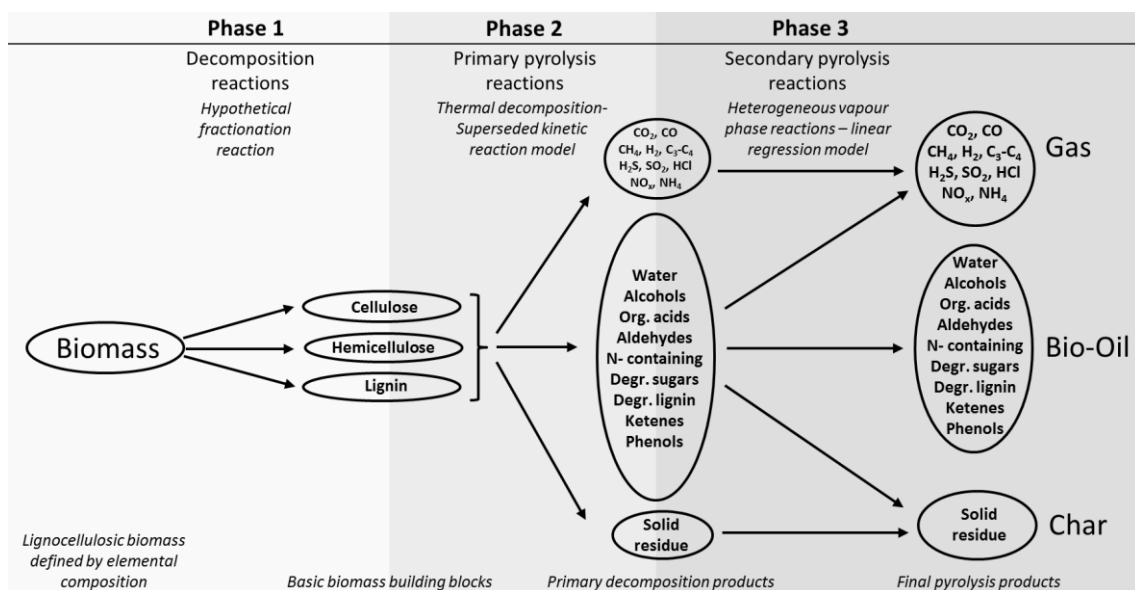 Phase 1
Phase 2
Phase 3
Decomposition
reactions
Hypothetical
fractionation
reaction
Primary pyrolysis
reactions
Thermal decomposition-
Superseded kinetic
reaction model
Secondary pyrolysis
reactions
Heterogeneous vapour
phase reactions – linear
regression model
CO₂, CO
CH₄, H₂, C₃-C₄
H₂S, SO₂, HCl
NOₓ, NH₄
CO₂, CO
CH₄, H₂, C₃-C₄
H₂S, SO₂, HCl
NOₓ, NH₄
Gas
Biomass
Cellulose
Hemicellulose
Lignin
Water
Alcohols
Org. acids
Aldehydes
N- containing
Degr. sugars
Degr. lignin
Ketenes
Phenols
Water
Alcohols
Org. acids
Aldehydes
N- containing
Degr. sugars
Degr. lignin
Ketenes
Phenols
Bio-Oil
Solid
residue
Solid
residue
Char
Lignocellulosic biomass
defined by elemental
composition
Basic biomass building blocks
Primary decomposition products
Final pyrolysis products